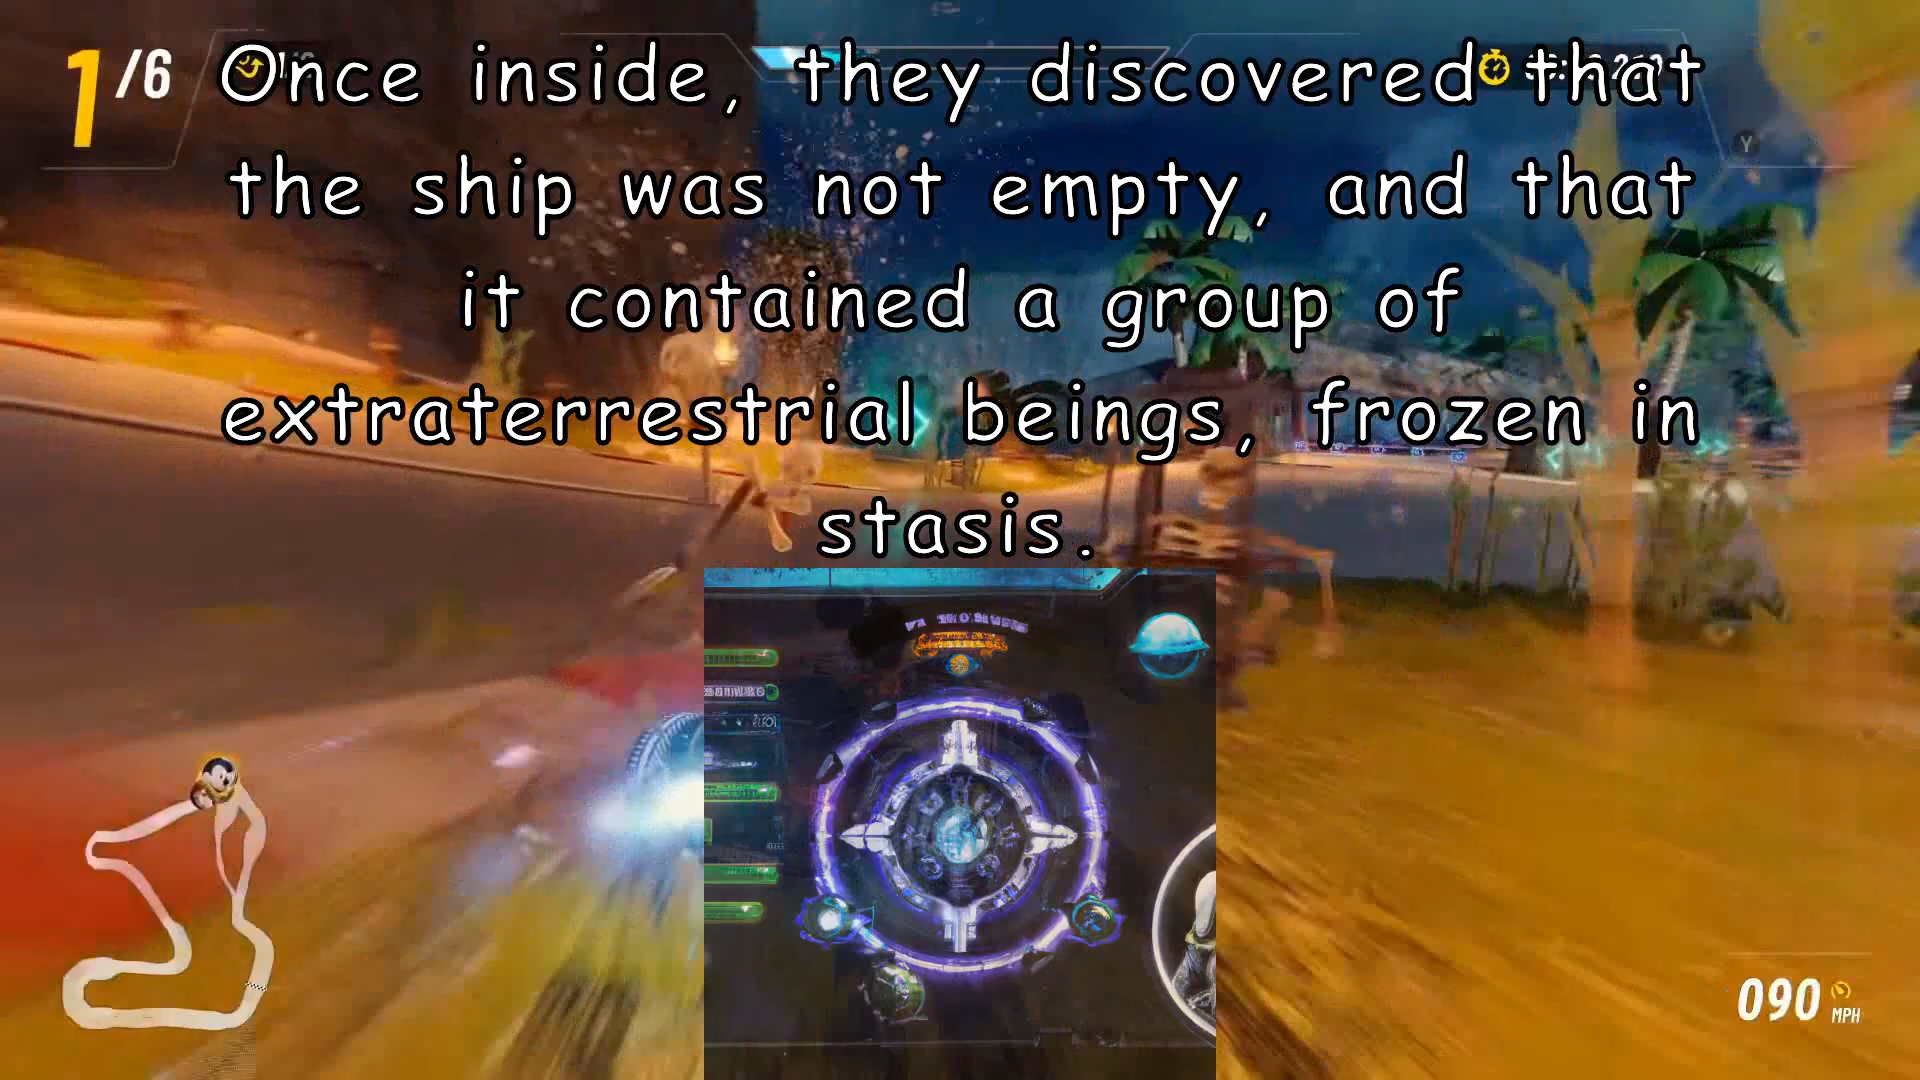 1/6
Once inside, they discovered that
the ship was not empty, and that
it contained a group of
extraterrestrial beings, frozen in
stasis.
Y
090
MPH